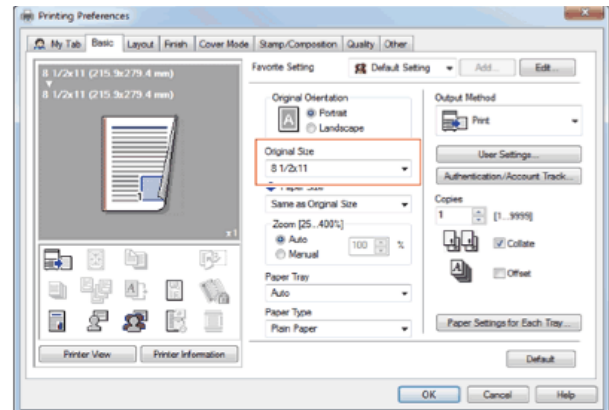 Printing Preferences
My Tab Basic Layout Finish Cover Mode Stamp/Composition Quality Other
8 1/2x11 (215.9x279.4 mm)
8 1/2x11 (215.9x279.4 mm)
x1
Printer View Printer Information
Favorite Setting Default Setting Add... Edit...
Original Orientation
A Portrait
Landscape
Original Size
8 1/2x11
Paper Size
Same as Original Size
Zoom [25...400%]
Auto
Manual 100 %
Paper Tray
Auto
Paper Type
Plain Paper
Output Method
Print
User Settings...
Authentication/Account Track...
Copies
1 [1...9999]
Collate
Offset
Paper Settings for Each Tray...
Default
OK Cancel Help